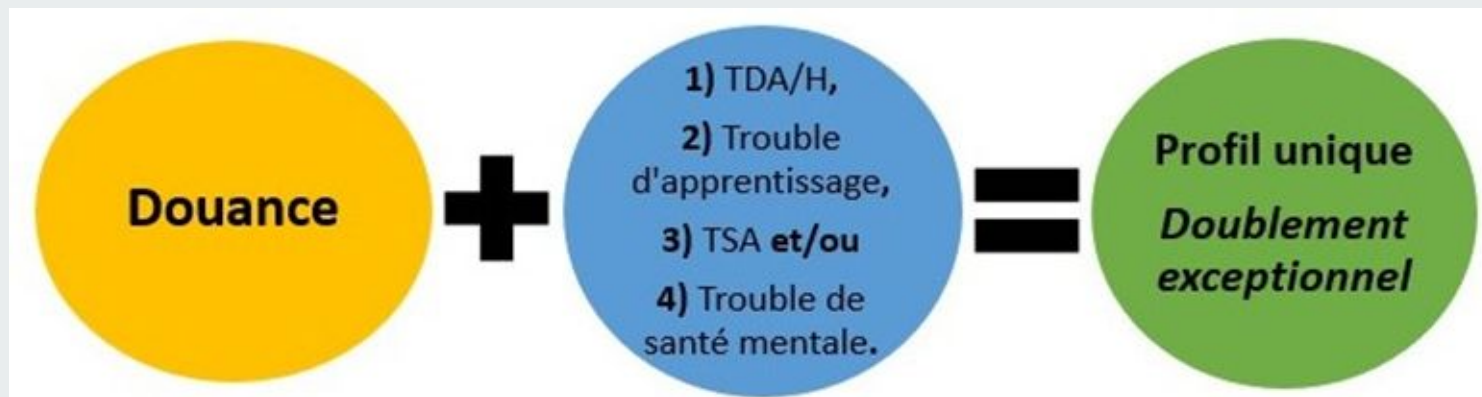 Douance
1) TDA/H,
2) Trouble
d'apprentissage,
3) TSA et/ou
4) Trouble de
santé mentale.
Profil unique
Doublement
exceptionnel